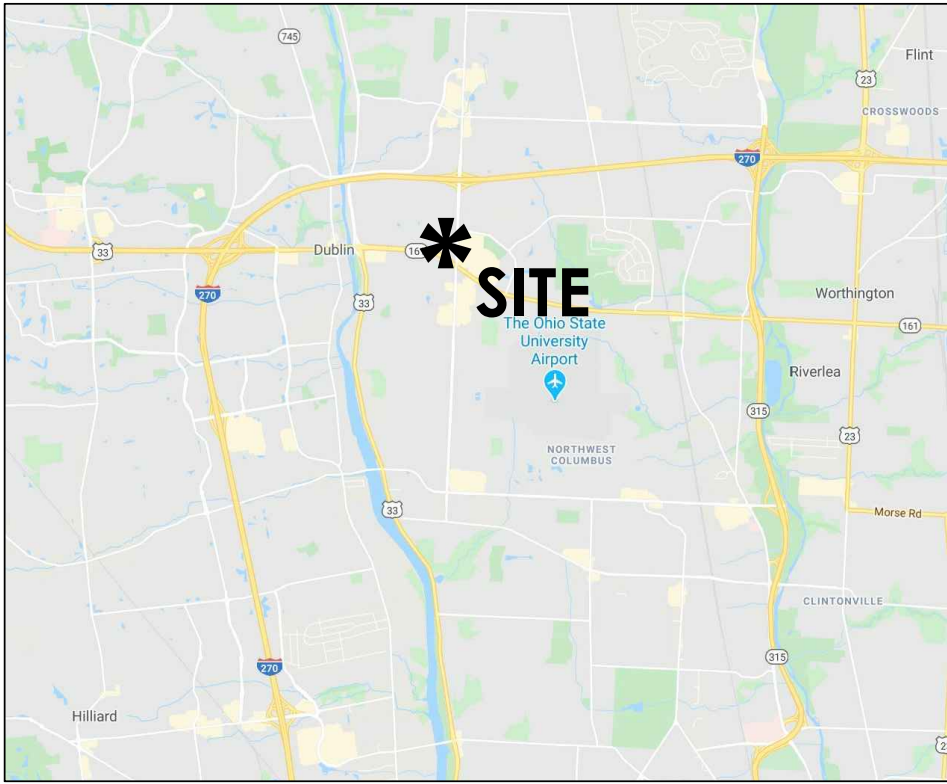 745
Flint
23
CROSSWOODS
270
33
Dublin
161
SITE
270
33
Worthington
The Ohio State
University
Airport
161
Riverlea
315
23
NORTHWEST
COLUMBUS
33
Morse Rd
CLINTONVILLE
315
270
Hilliard